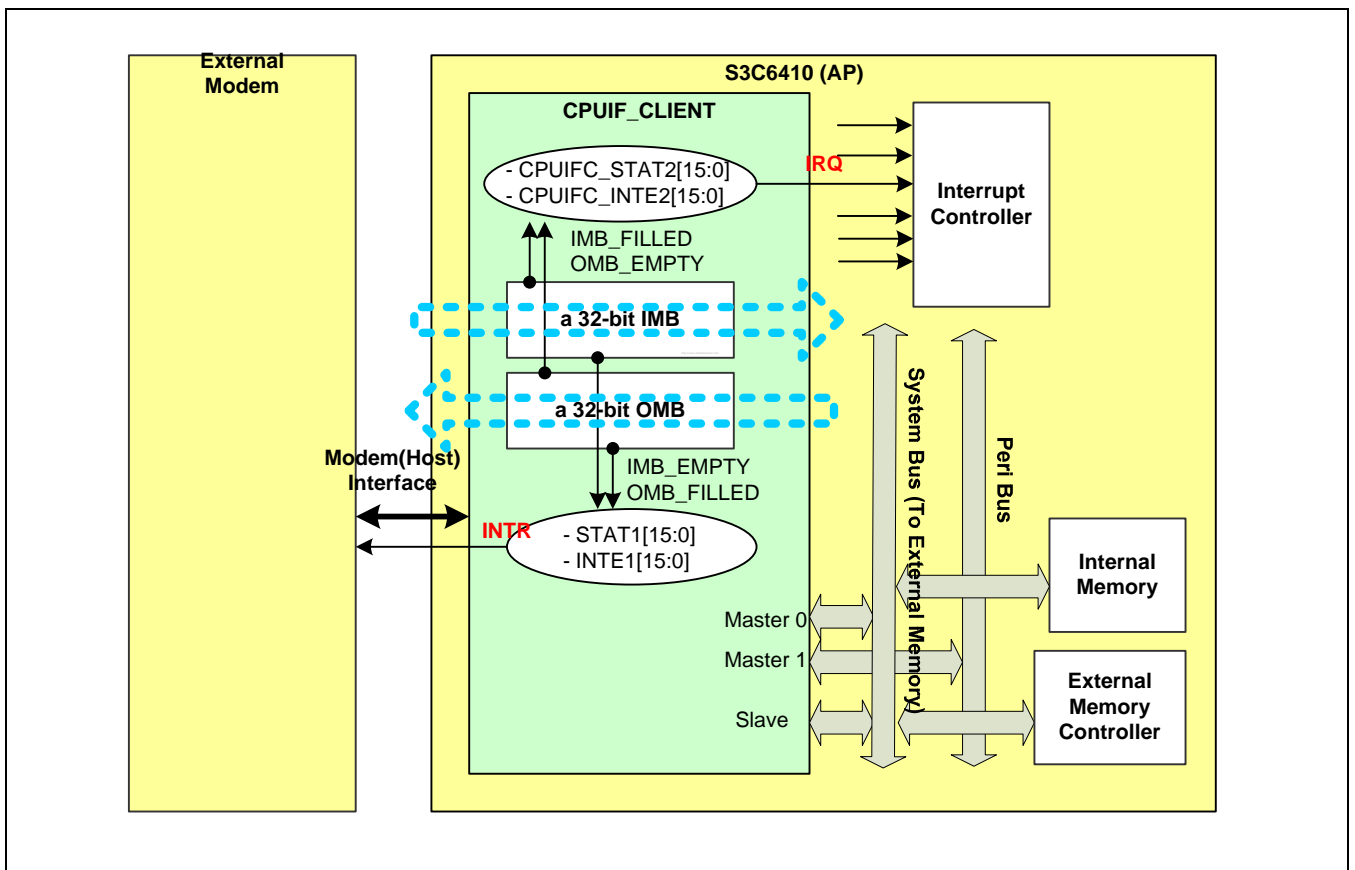 External
Modem
S3C6410 (AP)
CPUIF_CLIENT
- CPUIFC_STAT2[15:0]
- CPUIFC_INTE2[15:0]
IRQ
Interrupt
Controller
IMB_FILLED
OMB_EMPTY
a 32-bit IMB
a 32-bit OMB
System Bus (To External Memory)
Peri Bus
Modem(Host)
Interface
IMB_EMPTY
OMB_FILLED
INTR
- STAT1[15:0]
- INTE1[15:0]
Internal
Memory
Master 0
Master 1
Slave
External
Memory
Controller